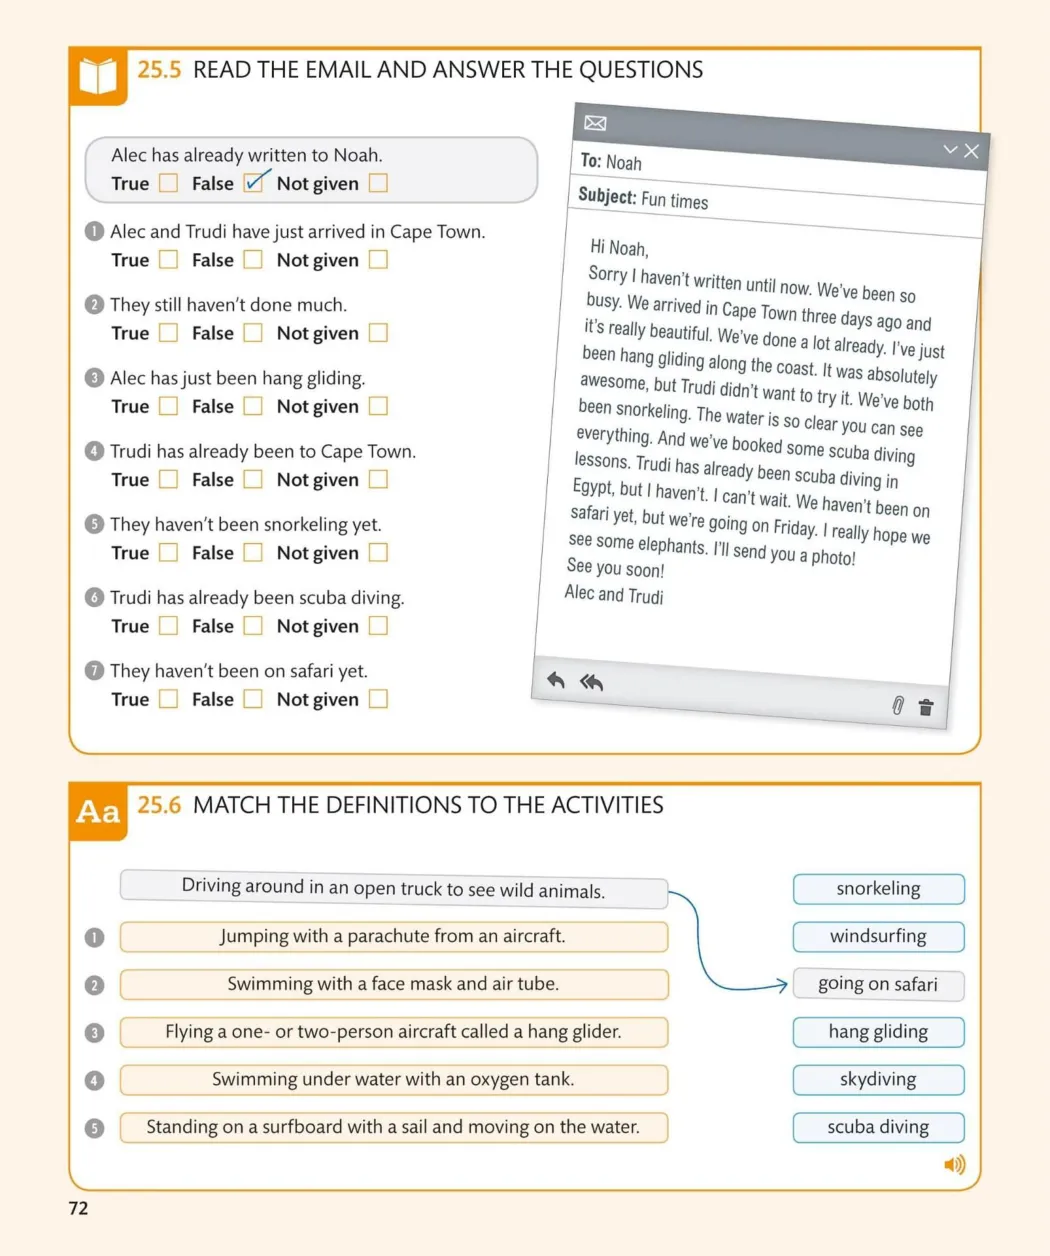 25.5 READ THE EMAIL AND ANSWER THE QUESTIONS
Alec has already written to Noah.
True False Not given
1 Alec and Trudi have just arrived in Cape Town.
True False Not given
2 They still haven't done much.
True False Not given
3 Alec has just been hang gliding.
True False Not given
4 Trudi has already been to Cape Town.
True False Not given
5 They haven't been snorkeling yet.
True False Not given
6 Trudi has already been scuba diving.
True False Not given
7 They haven't been on safari yet.
True False Not given
To: Noah
Subject: Fun times
Hi Noah,
Sorry I haven't written until now. We've been so
busy. We arrived in Cape Town three days ago and
it's really beautiful. We've done a lot already. I've just
been hang gliding along the coast. It was absolutely
awesome, but Trudi didn't want to try it. We've both
been snorkeling. The water is so clear you can see
everything. And we've booked some scuba diving
lessons. Trudi has already been scuba diving in
Egypt, but I haven't. I can't wait. We haven't been on
safari yet, but we're going on Friday. I really hope we
see some elephants. I'll send you a photo!
See you soon!
Alec and Trudi
Aa 25.6 MATCH THE DEFINITIONS TO THE ACTIVITIES
Driving around in an open truck to see wild animals. snorkeling
1 Jumping with a parachute from an aircraft. windsurfing
2 Swimming with a face mask and air tube. going on safari
3 Flying a one- or two-person aircraft called a hang glider. hang gliding
4 Swimming under water with an oxygen tank. skydiving
5 Standing on a surfboard with a sail and moving on the water. scuba diving
72